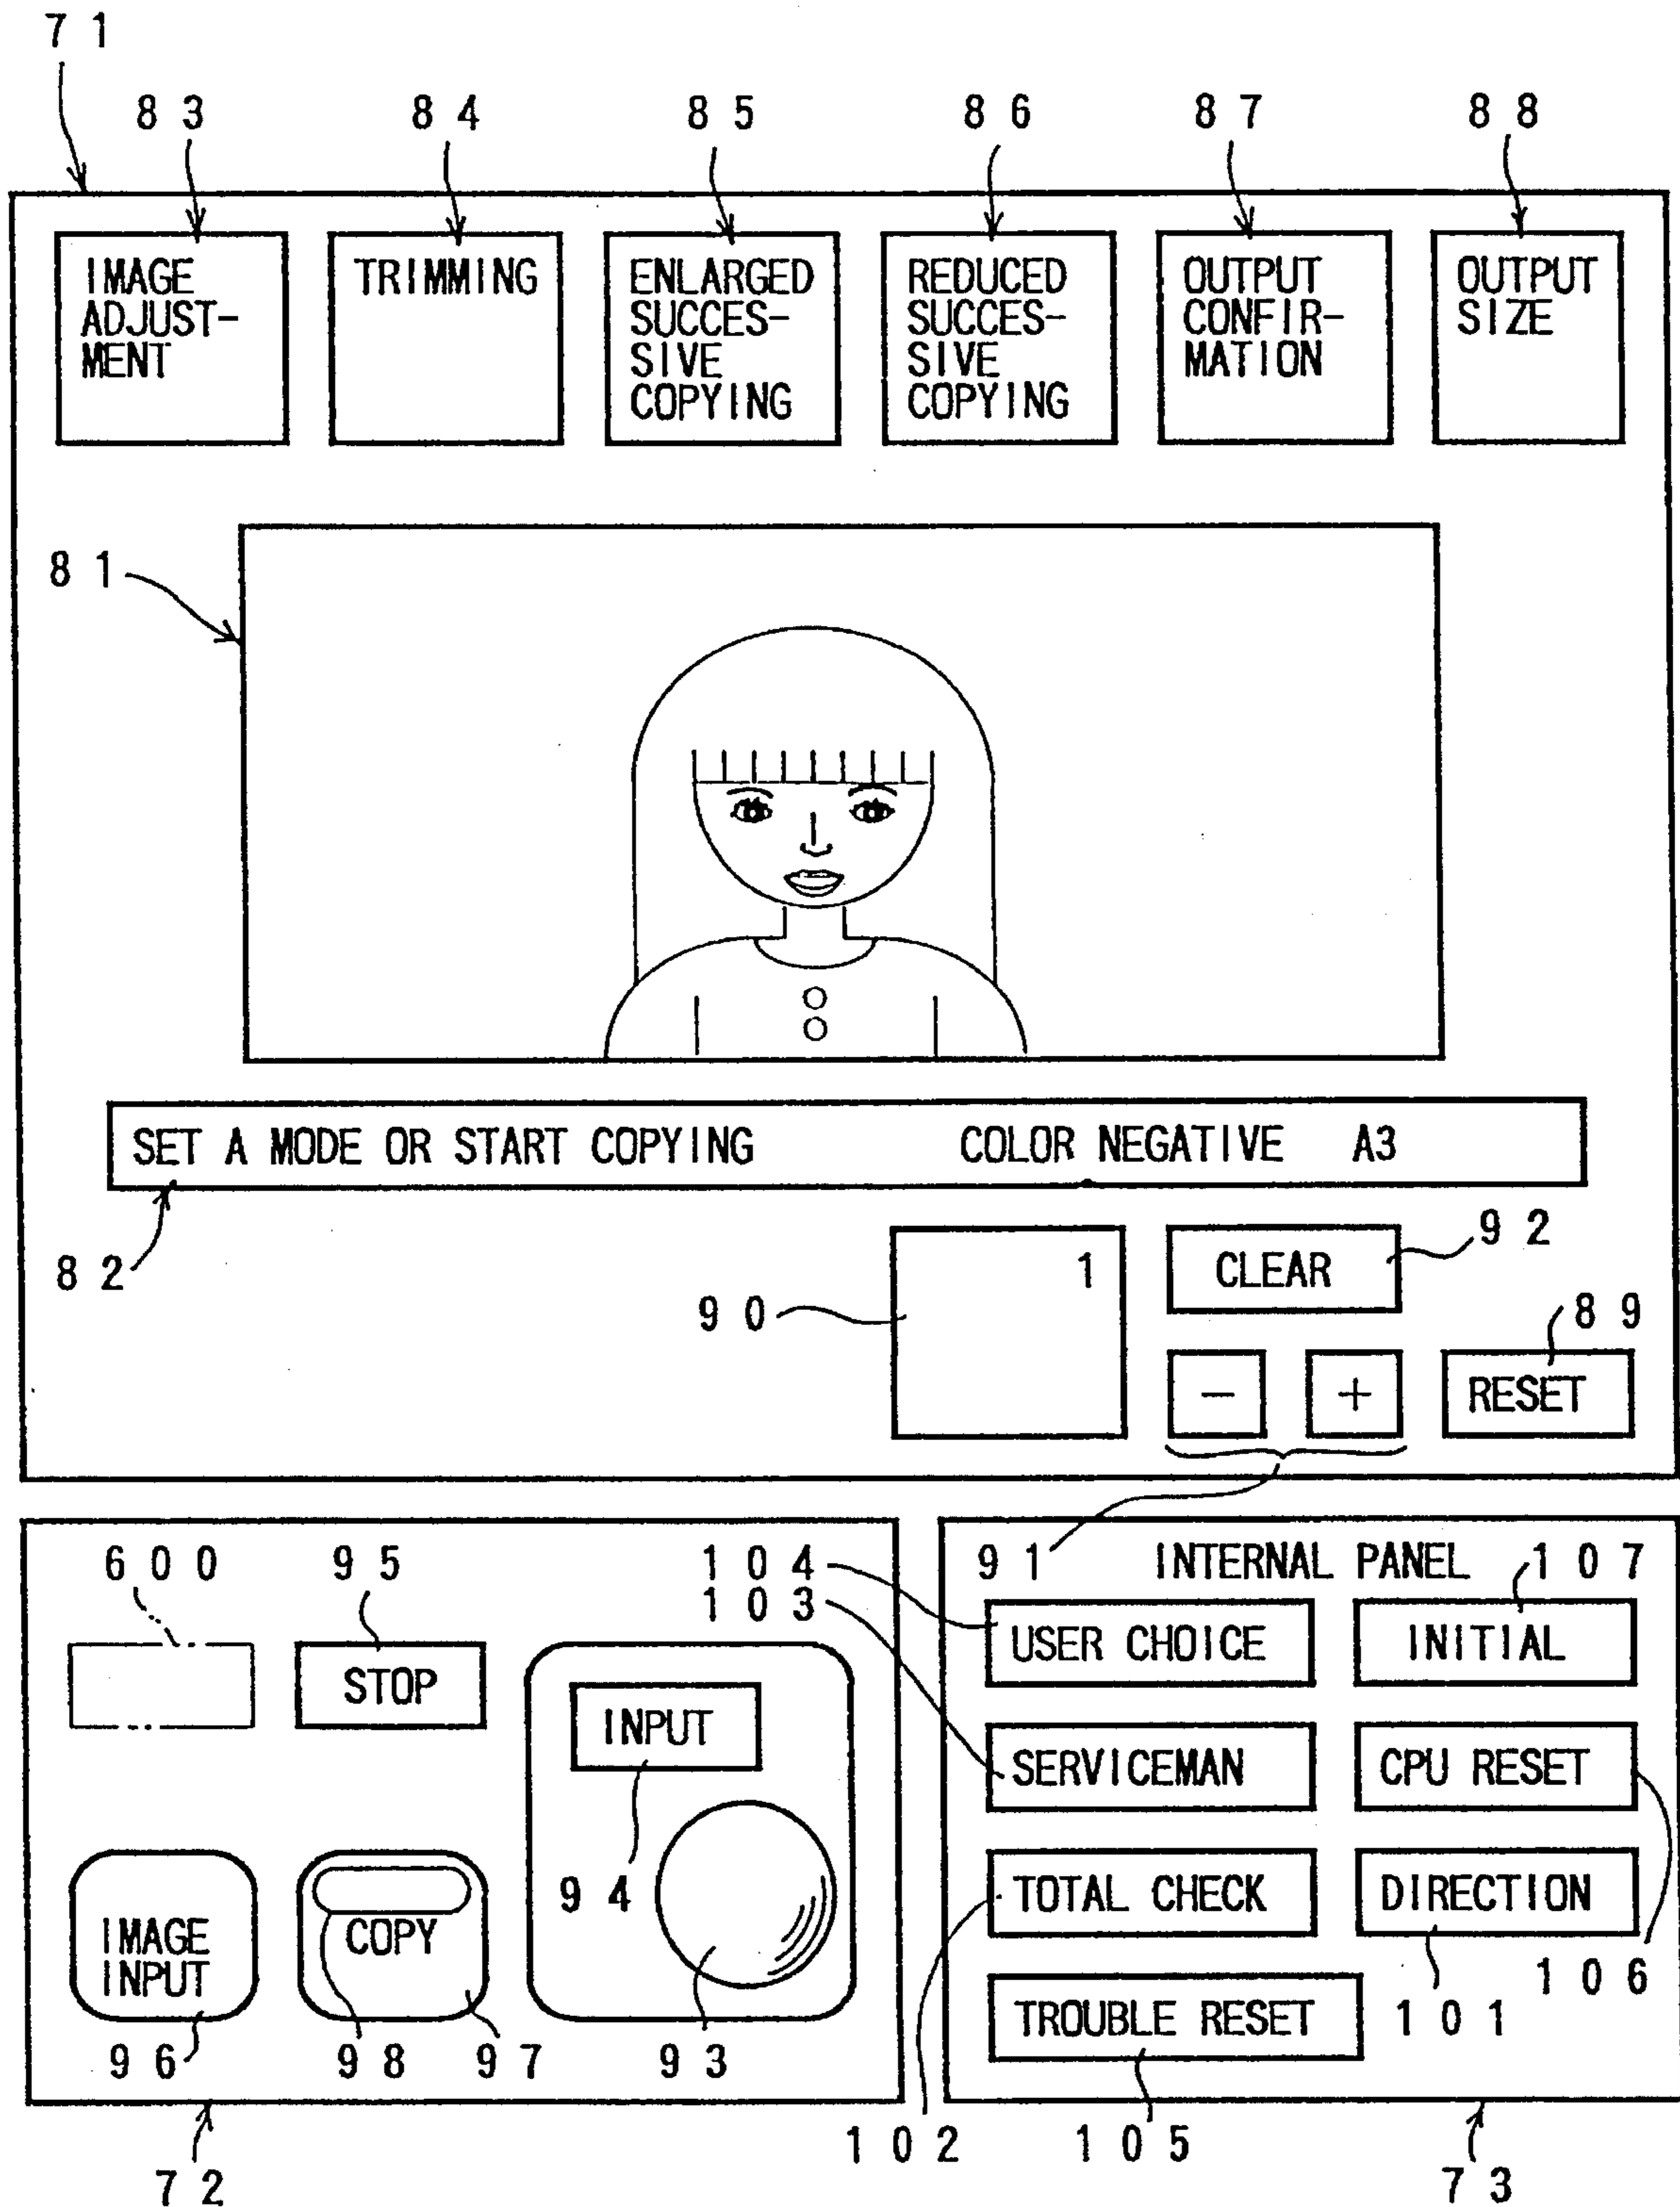 71
83 84 85 86 87 88
IMAGE
ADJUST-
MENT
TRIMMING
ENLARGED
SUCCES-
SIVE
COPYING
REDUCED
SUCCES-
SIVE
COPYING
OUTPUT
CONFIR-
MATION
OUTPUT
SIZE
81
SET A MODE OR START COPYING COLOR NEGATIVE A3
82
90
1
CLEAR
92
89
- + RESET
91
600 95
STOP
INPUT
94
IMAGE
INPUT
COPY
96 98 97 93
72
104
103
INTERNAL PANEL
107
USER CHOICE INITIAL
SERVICEMAN CPU RESET
TOTAL CHECK DIRECTION
106
TROUBLE RESET
101
102 105
73